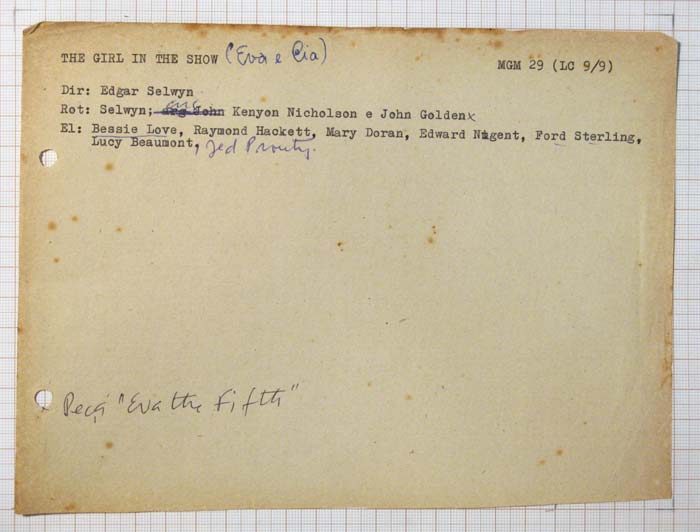 THE GIRL IN THE SHOW ("Eva e Cia) MGM 29 (LC 9/9)
Dir: Edgar Selwyn
Rot: Selwyn; arg Kenyon Nicholson e John Golden
El: Bessie Love, Raymond Hackett, Mary Doran, Edward Nugent, Ford Sterling,
Lucy Beaumont, Jed Prouty.
Peça "Eva the Fifth"